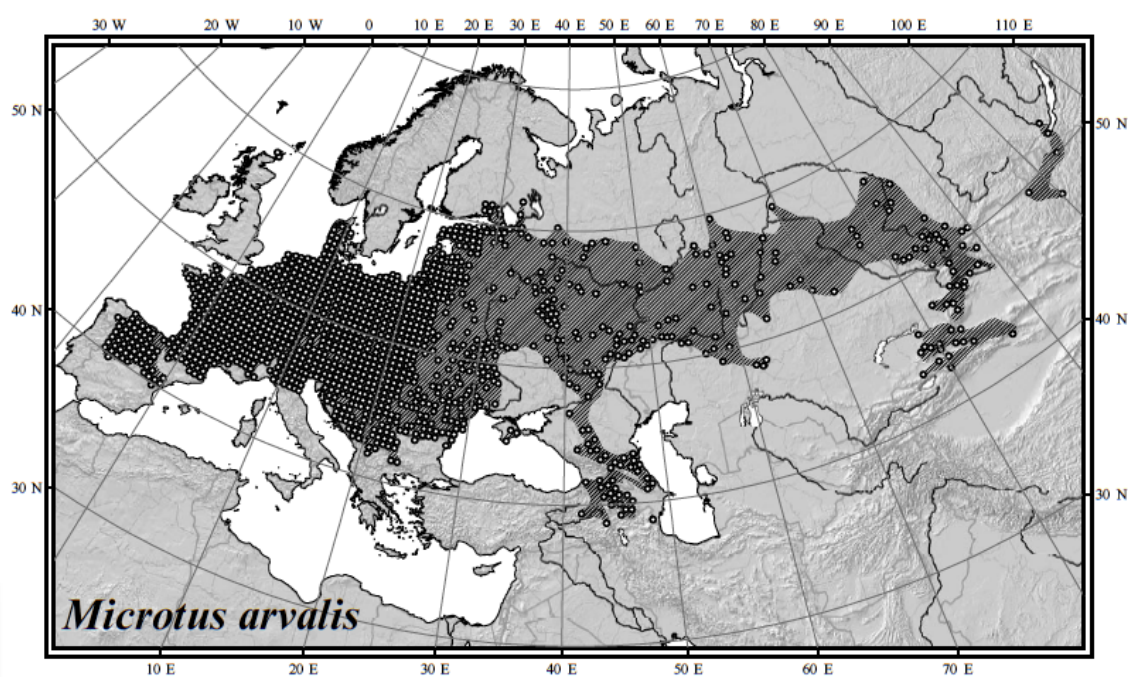 30 W 20 W 10 W 0 10 E 20 E 30 E 40 E 50 E 60 E 70 E 80 E 90 E 100 E 110 E
50 N 50 N
40 N 40 N
30 N 30 N
Microtus arvalis
10 E 20 E 30 E 40 E 50 E 60 E 70 E